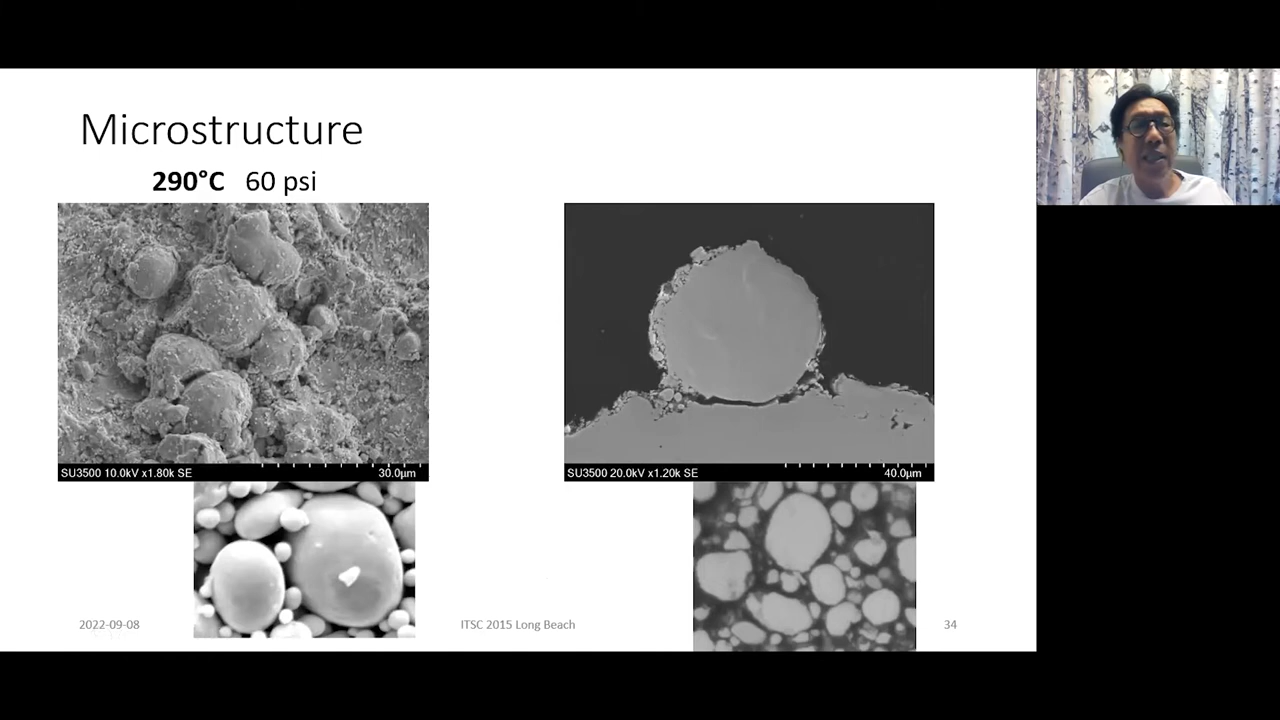 Microstructure
290°C 60 psi
SU3500 10.0kV x1.80k SE 30.0µm
SU3500 20.0kV x1.20k SE 40.0µm
2022-09-08
ITSC 2015 Long Beach
34